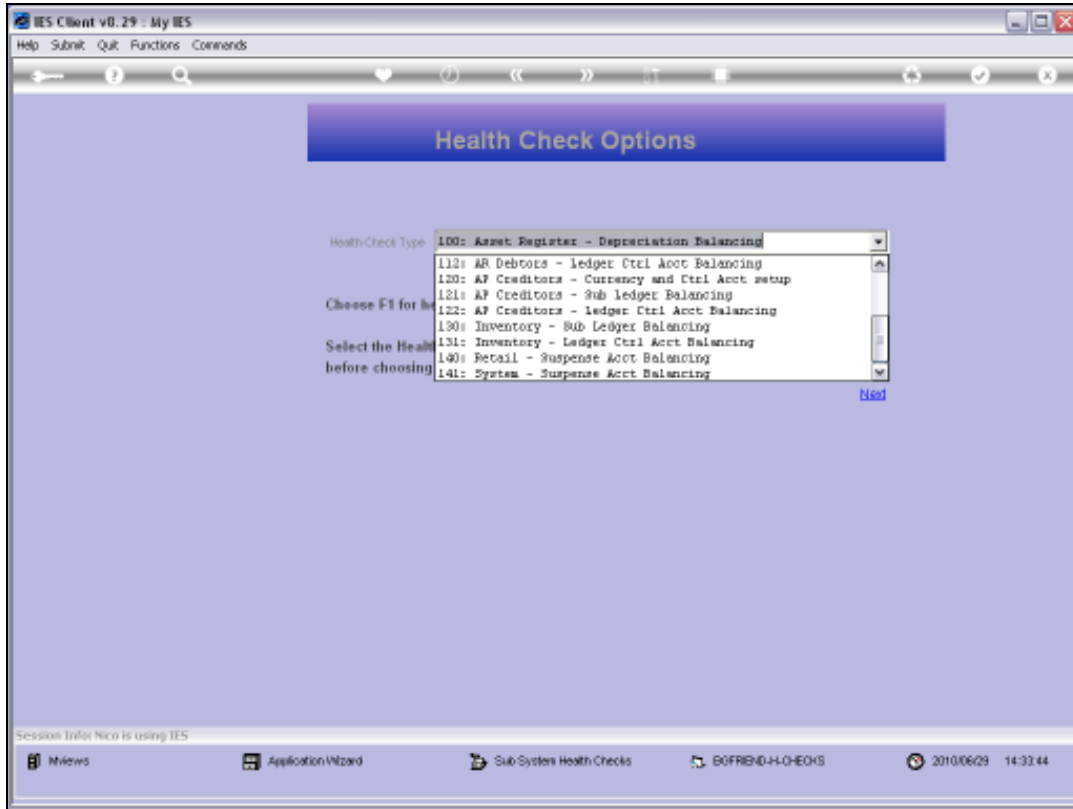 IES Client v8.29 : My IES
Help Submit Quit Functions Commands
Health Check Options
Health Check Type 100: Asset Register - Depreciation Balancing
112: AR Debtors - Ledger Ctrl Acct Balancing
120: AP Creditors - Currency and Ctrl Acct setup
121: AP Creditors - Sub Ledger Balancing
Choose F1 for he
122: AP Creditors - Ledger Ctrl Acct Balancing
130: Inventory - Sub Ledger Balancing
Select the Healt
131: Inventory - Ledger Ctrl Acct Balancing
140: Retail - Suspense Acct Balancing
before choosing
141: System - Suspense Acct Balancing
Next
Session Info: Nico is using IES
Mviews Application Wizard Sub System Health Checks BGFRIEND-H-CHECKS 2010/06/29 14:33:44